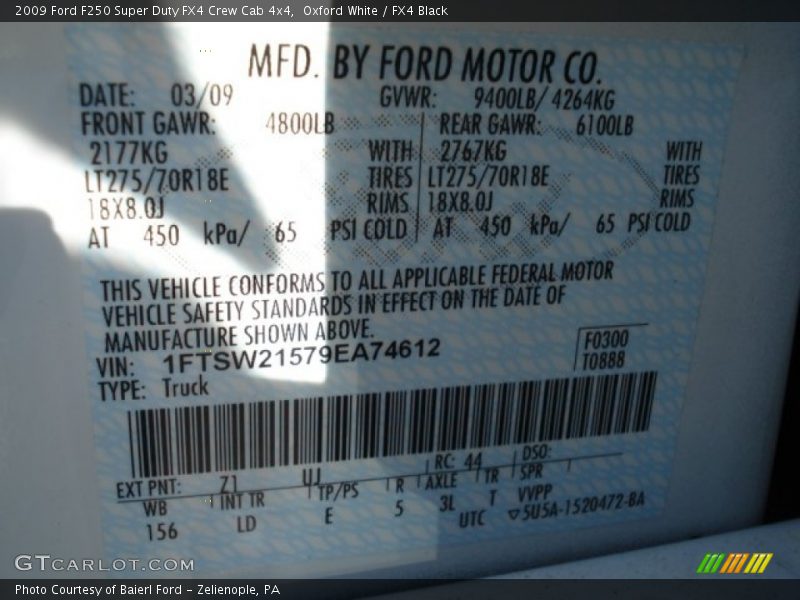 2009 Ford F250 Super Duty FX4 Crew Cab 4x4, Oxford White / FX4 Black
MFD. BY FORD MOTOR CO.
DATE: 03/09 GVWR: 9400LB/ 4264KG
FRONT GAWR: 4800LB REAR GAWR: 6100LB
2177KG WITH 2767KG WITH
LT275/70R18E TIRES LT275/70R18E TIRES
18X8.0J RIMS 18X8.0J RIMS
AT 450 kPa/ 65 PSI COLD AT 450 kPa/ 65 PSI COLD
THIS VEHICLE CONFORMS TO ALL APPLICABLE FEDERAL MOTOR
VEHICLE SAFETY STANDARDS IN EFFECT ON THE DATE OF
MANUFACTURE SHOWN ABOVE.
VIN: 1FTSW21579EA74612 F0300
TYPE: Truck T0888
EXT PNT: Z1 UJ RC: 44 DSO:
WB INT TR TP/PS R AXLE TR SPR
156 LD E 5 3L T VVPP
UTC ▽5U5A-1520472-BA
GTCARLOT.COM
Photo Courtesy of Baierl Ford - Zelienople, PA